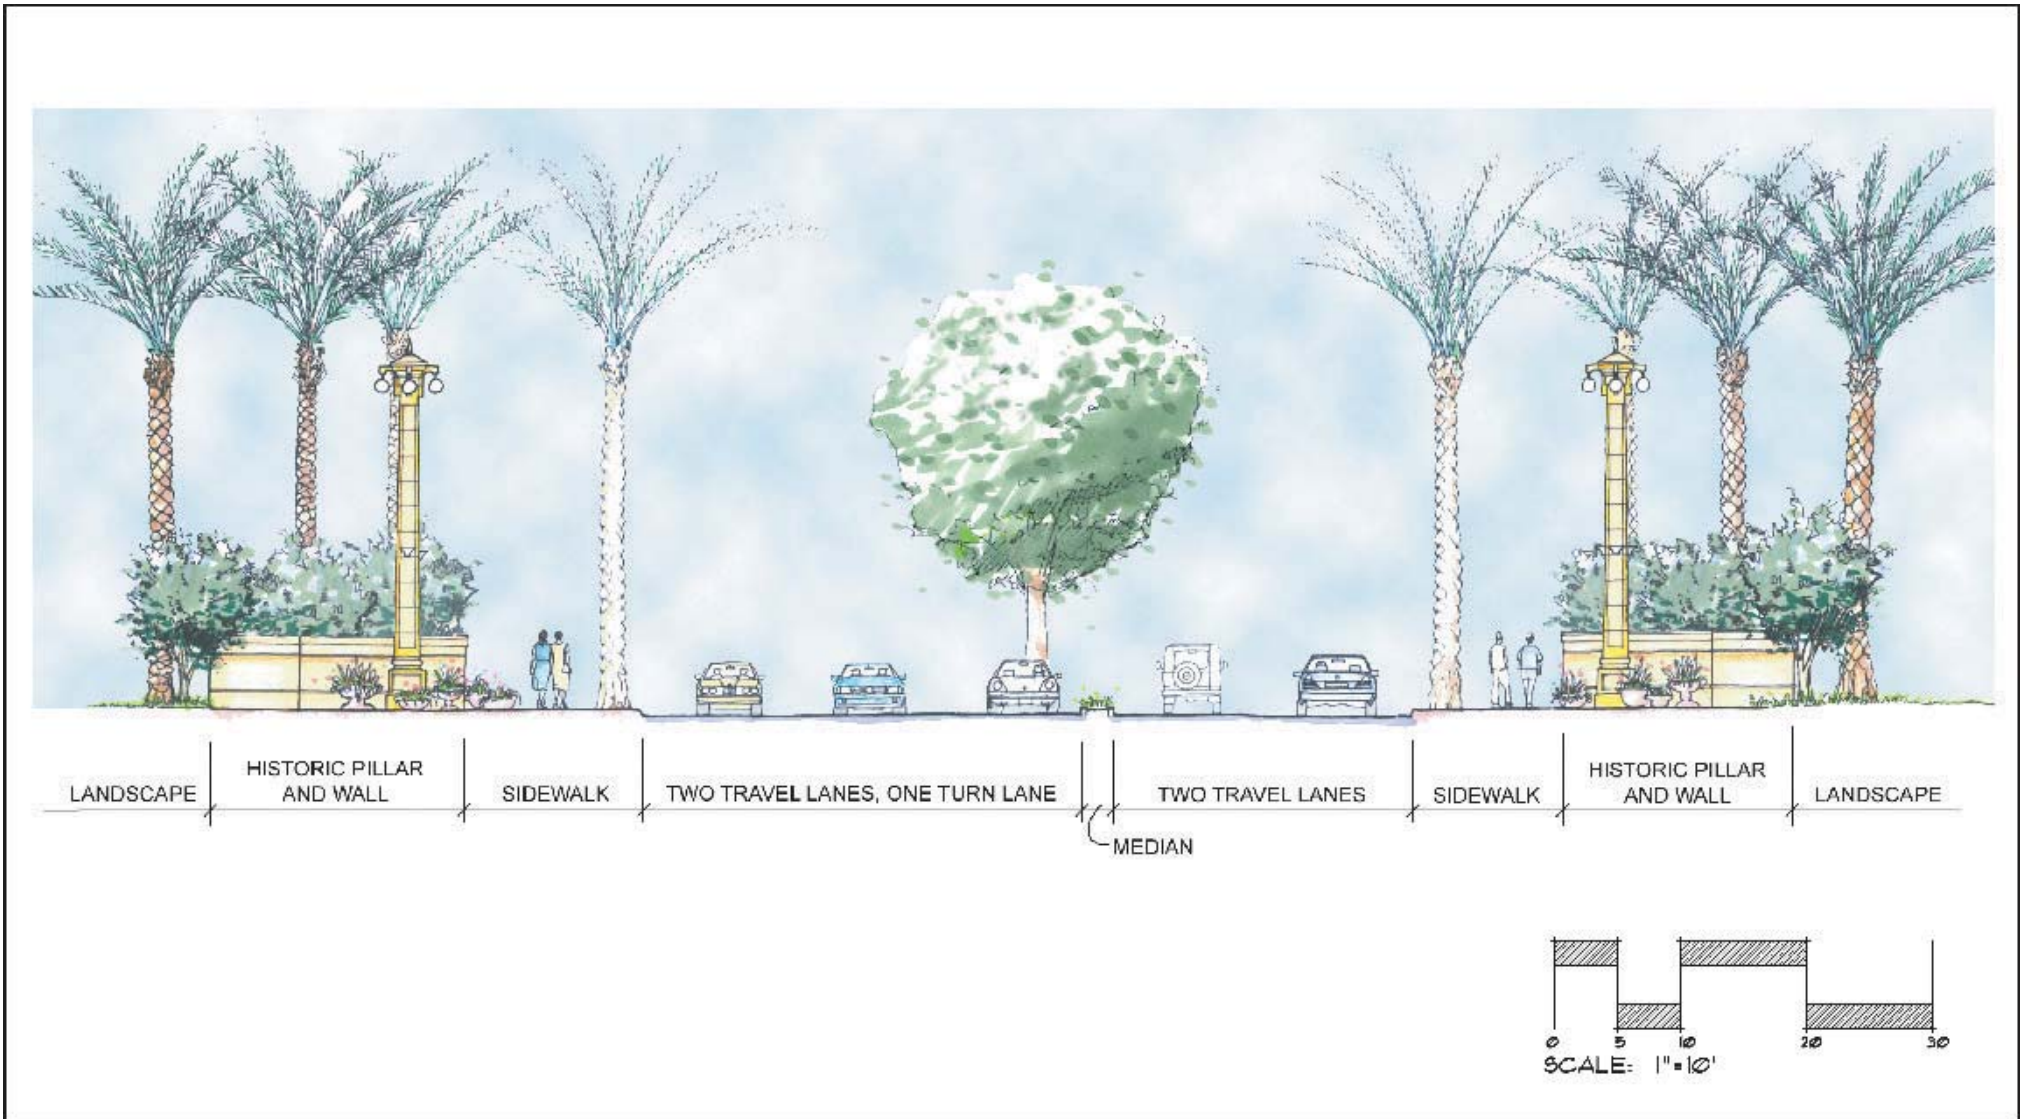 LANDSCAPE
HISTORIC PILLAR
AND WALL
SIDEWALK
TWO TRAVEL LANES, ONE TURN LANE
MEDIAN
TWO TRAVEL LANES
SIDEWALK
HISTORIC PILLAR
AND WALL
LANDSCAPE
0 5 10 20 30
SCALE: 1"=10'